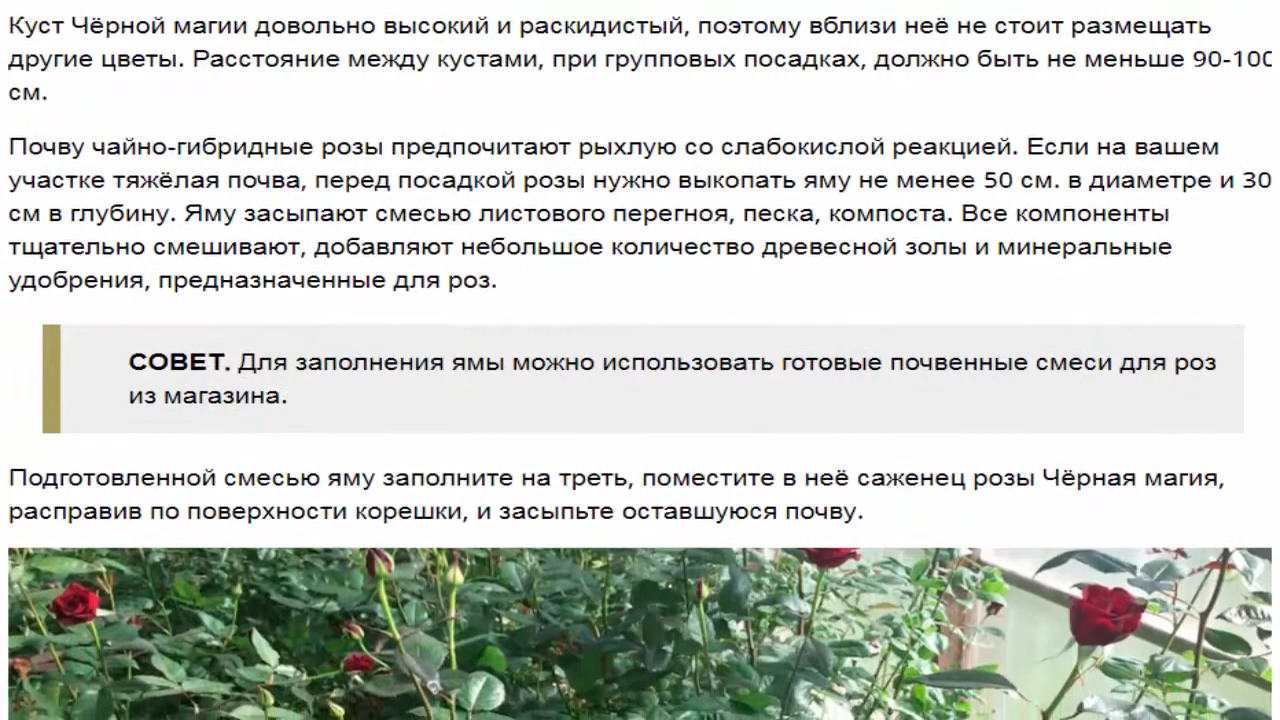 Куст Чёрной магии довольно высокий и раскидистый, поэтому вблизи неё не стоит размещать
другие цветы. Расстояние между кустами, при групповых посадках, должно быть не меньше 90-100
см.
Почву чайно-гибридные розы предпочитают рыхлую со слабокислой реакцией. Если на вашем
участке тяжёлая почва, перед посадкой розы нужно выкопать яму не менее 50 см. в диаметре и 30
см в глубину. Яму засыпают смесью листового перегноя, песка, компоста. Все компоненты
тщательно смешивают, добавляют небольшое количество древесной золы и минеральные
удобрения, предназначенные для роз.
СОВЕТ. Для заполнения ямы можно использовать готовые почвенные смеси для роз
из магазина.
Подготовленной смесью яму заполните на треть, поместите в неё саженец розы Чёрная магия,
расправив по поверхности корешки, и засыпьте оставшуюся почву.